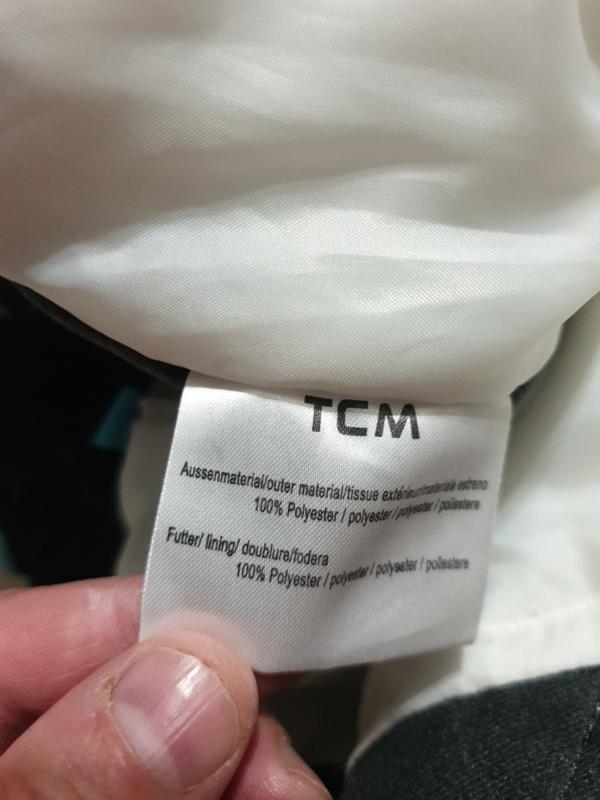 TCM
Aussenmaterial/outer material/tissue extérieur/materiale estreno
100% Polyester / polyester / polyester / poliestere
Futter/ lining/ doublure/fodera
100% Polyester / polyester / polyester / poliestere